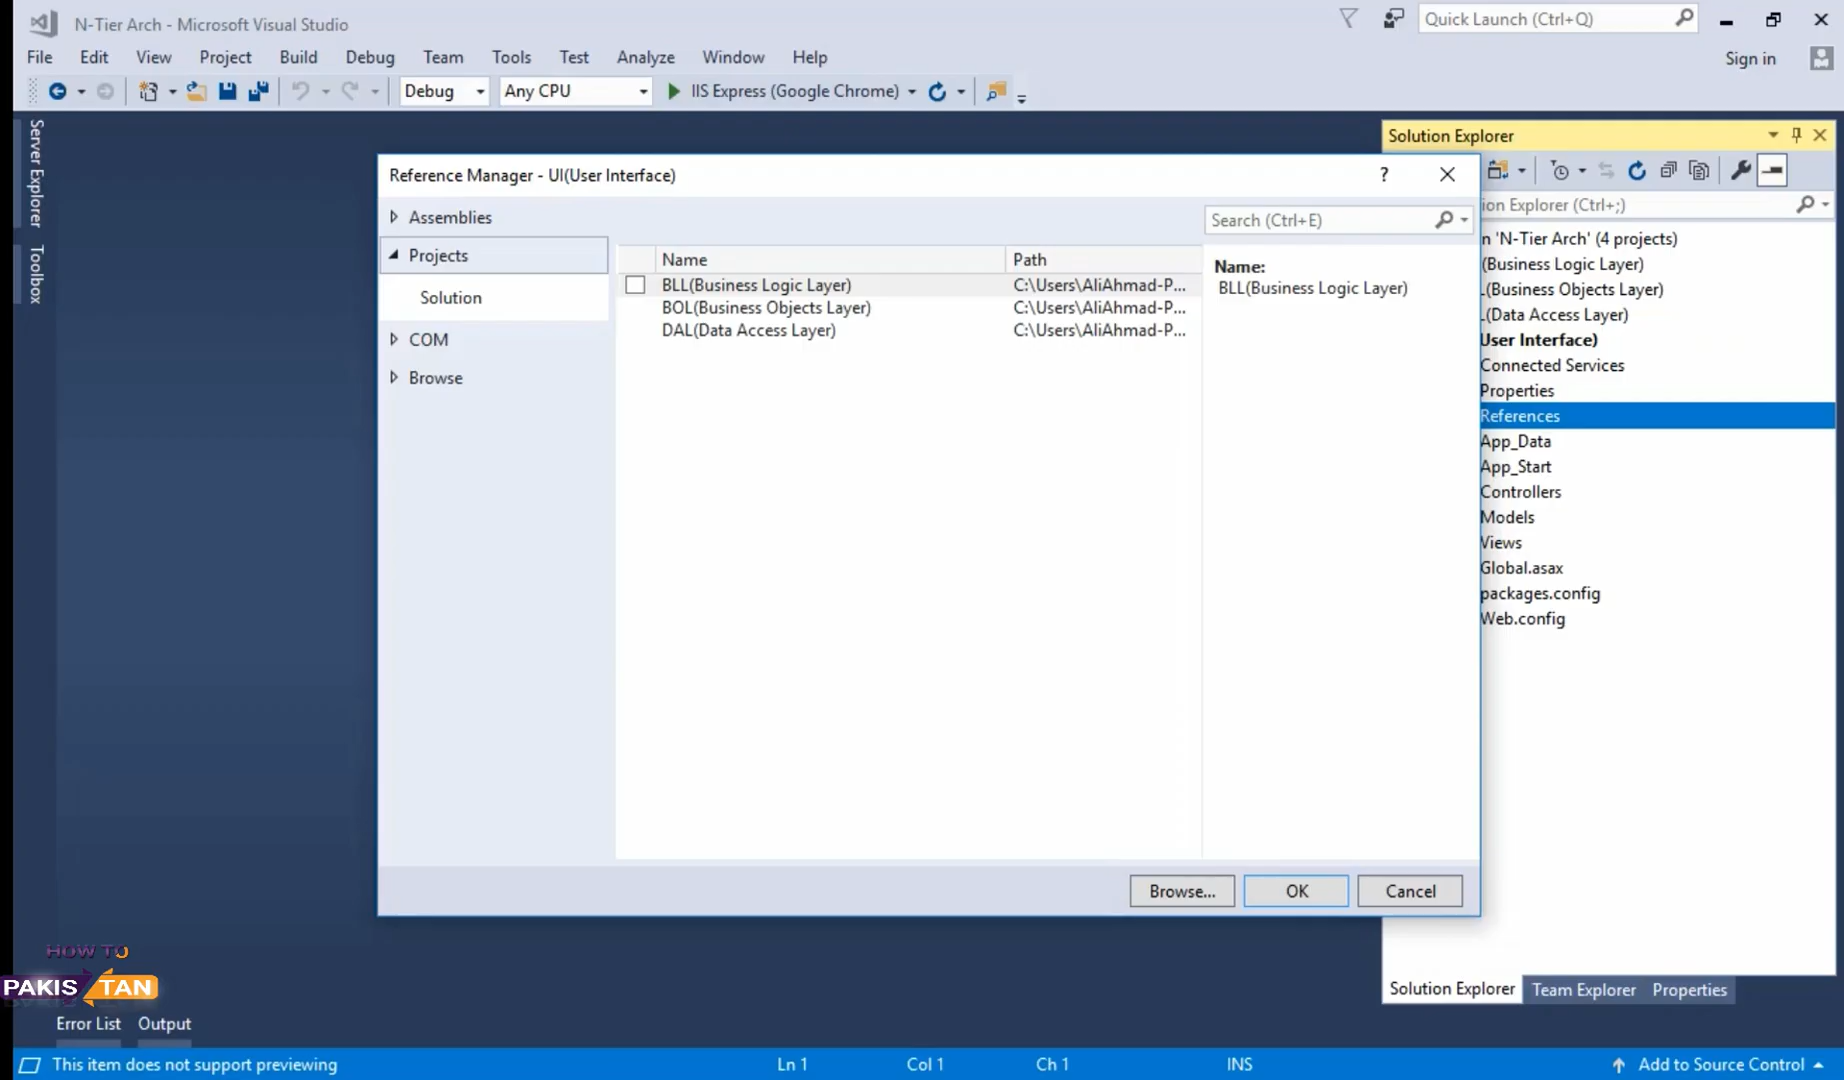 N-Tier Arch - Microsoft Visual Studio
Quick Launch (Ctrl+Q)
File Edit View Project Build Debug Team Tools Test Analyze Window Help
Sign in
Debug Any CPU IIS Express (Google Chrome)
Server Explorer
Toolbox
Reference Manager - UI(User Interface)
?
Assemblies
Projects
Solution
COM
Browse
Search (Ctrl+E)
Name Path
BLL(Business Logic Layer) C:\Users\AliAhmad-P...
BOL(Business Objects Layer) C:\Users\AliAhmad-P...
DAL(Data Access Layer) C:\Users\AliAhmad-P...
Name:
BLL(Business Logic Layer)
Browse... OK Cancel
Solution Explorer
ion Explorer (Ctrl+;)
n 'N-Tier Arch' (4 projects)
(Business Logic Layer)
(Business Objects Layer)
(Data Access Layer)
User Interface)
Connected Services
Properties
References
App_Data
App_Start
Controllers
Models
Views
Global.asax
packages.config
Web.config
Solution Explorer Team Explorer Properties
HOW TO
PAKISTAN
Error List Output
This item does not support previewing Ln 1 Col 1 Ch 1 INS Add to Source Control